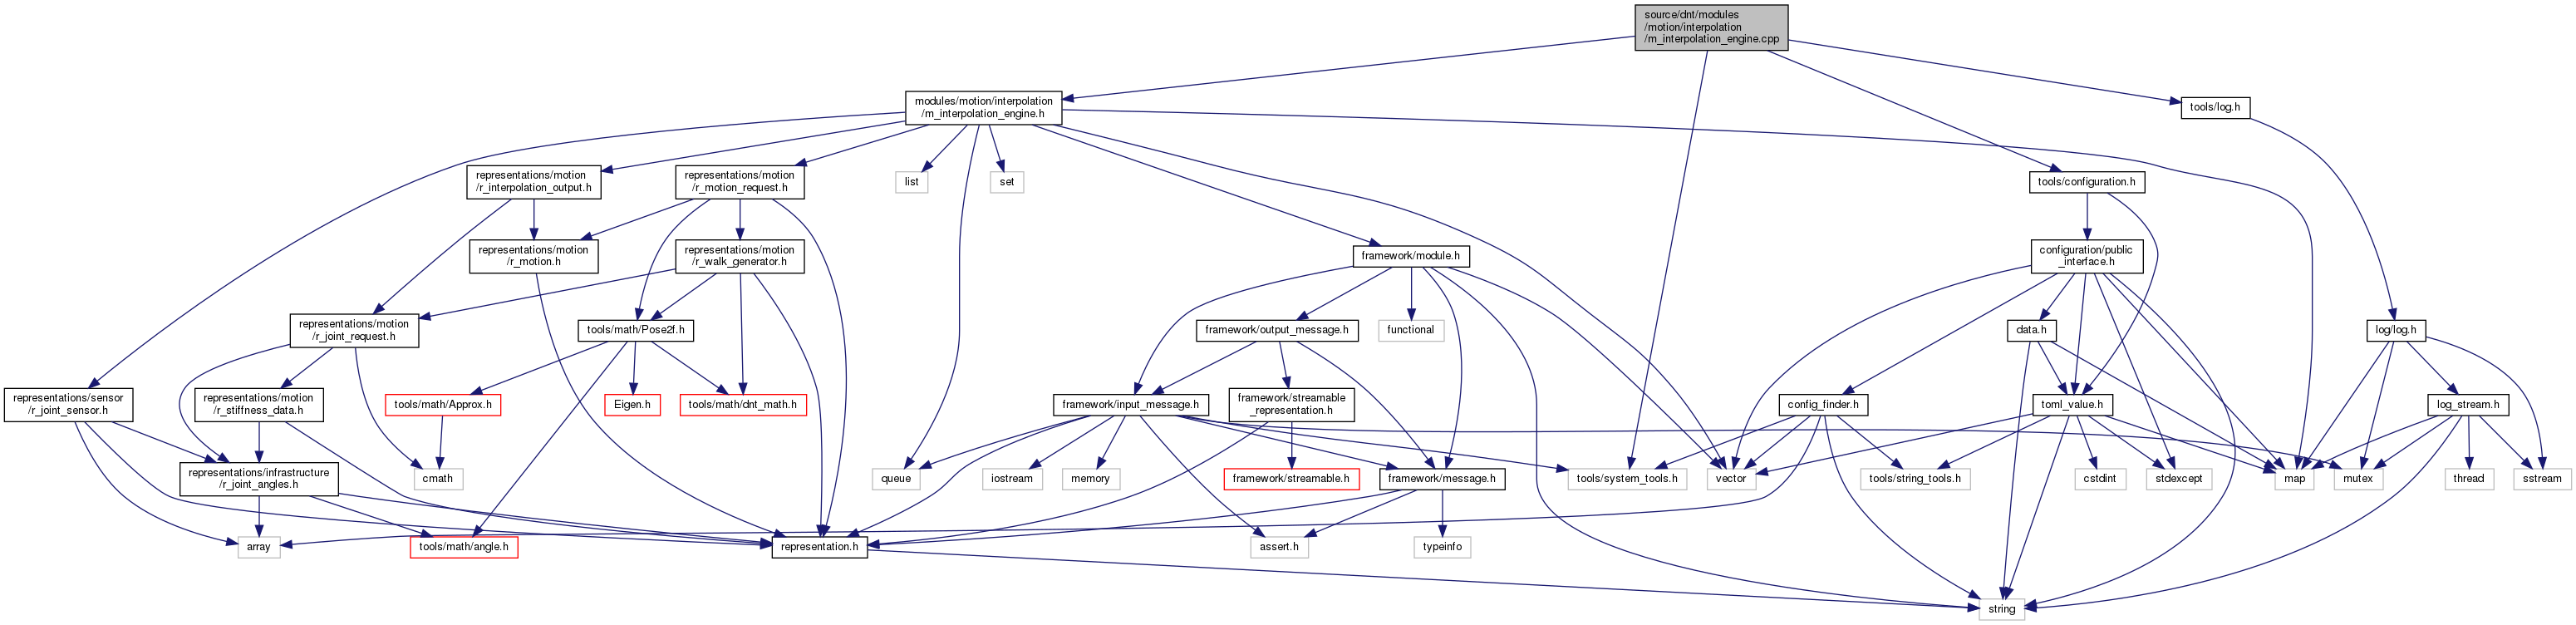 source/dnt/modules
/motion/interpolation
/m_interpolation_engine.cpp
modules/motion/interpolation
/m_interpolation_engine.h
tools/log.h
representations/motion
/r_interpolation_output.h
representations/motion
/r_motion_request.h
list
set
tools/configuration.h
representations/motion
/r_motion.h
representations/motion
/r_walk_generator.h
framework/module.h
configuration/public
_interface.h
representations/motion
/r_joint_request.h
tools/math/Pose2f.h
framework/output_message.h
functional
data.h
log/log.h
representations/sensor
/r_joint_sensor.h
representations/motion
/r_stiffness_data.h
tools/math/Approx.h
Eigen.h
tools/math/dnt_math.h
framework/input_message.h
framework/streamable
_representation.h
config_finder.h
toml_value.h
log_stream.h
representations/infrastructure
/r_joint_angles.h
cmath
queue
iostream
memory
framework/streamable.h
framework/message.h
tools/system_tools.h
vector
tools/string_tools.h
cstdint
stdexcept
map
mutex
thread
sstream
array
tools/math/angle.h
representation.h
assert.h
typeinfo
string